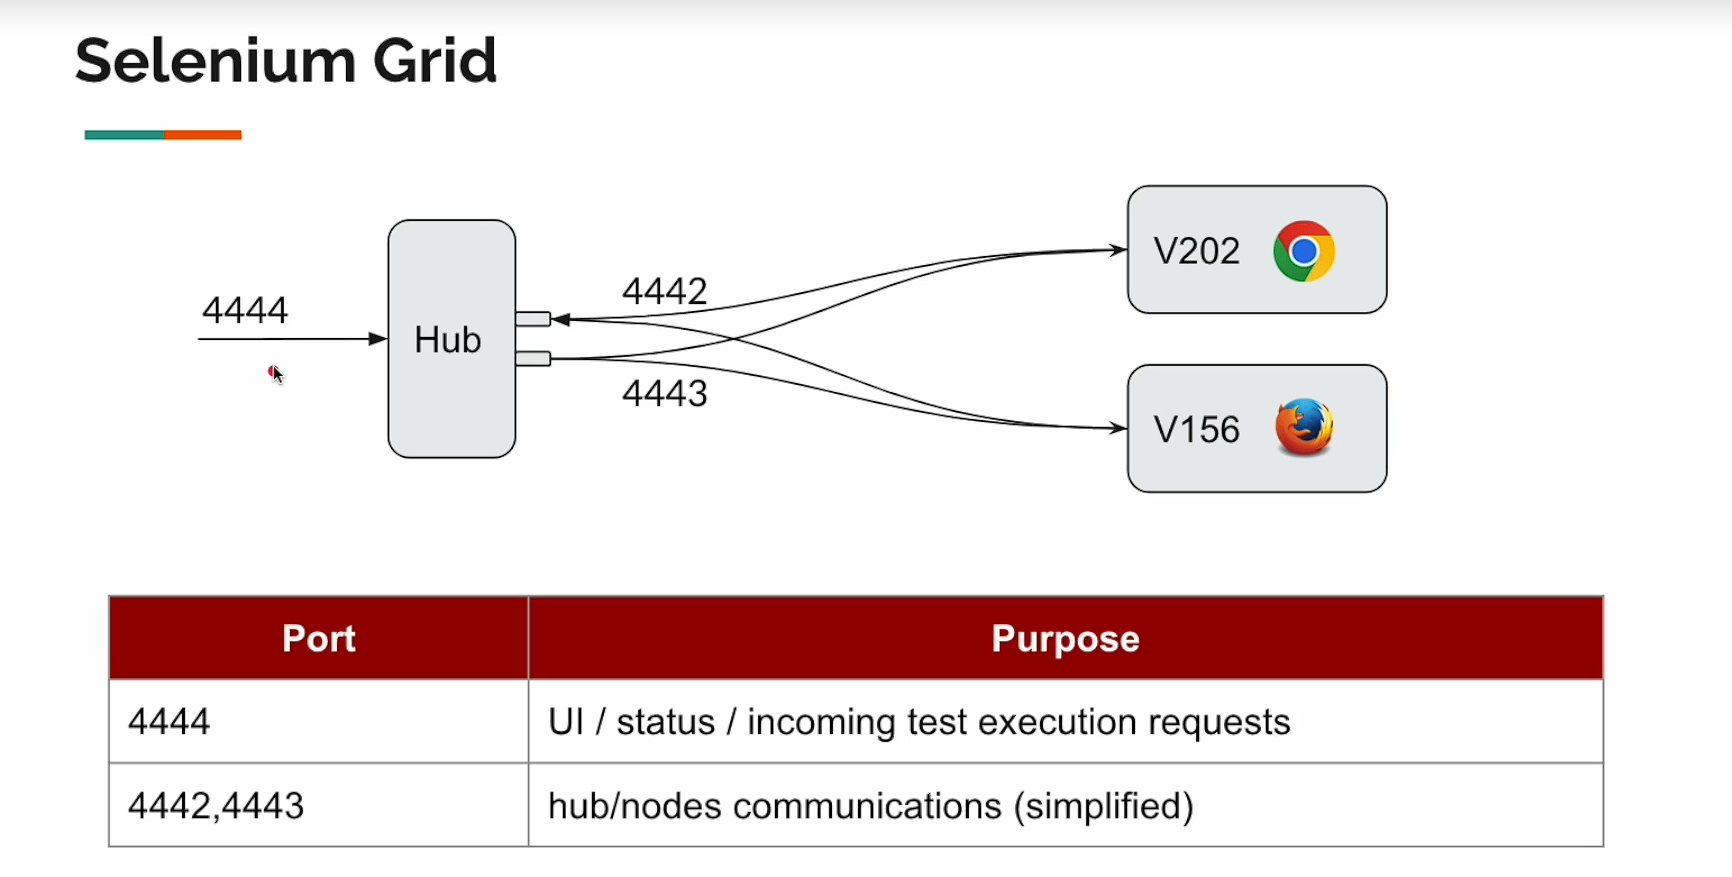 Selenium Grid
4444
Hub
4442
4443
V202
V156
Port Purpose
4444 UI / status / incoming test execution requests
4442,4443 hub/nodes communications (simplified)